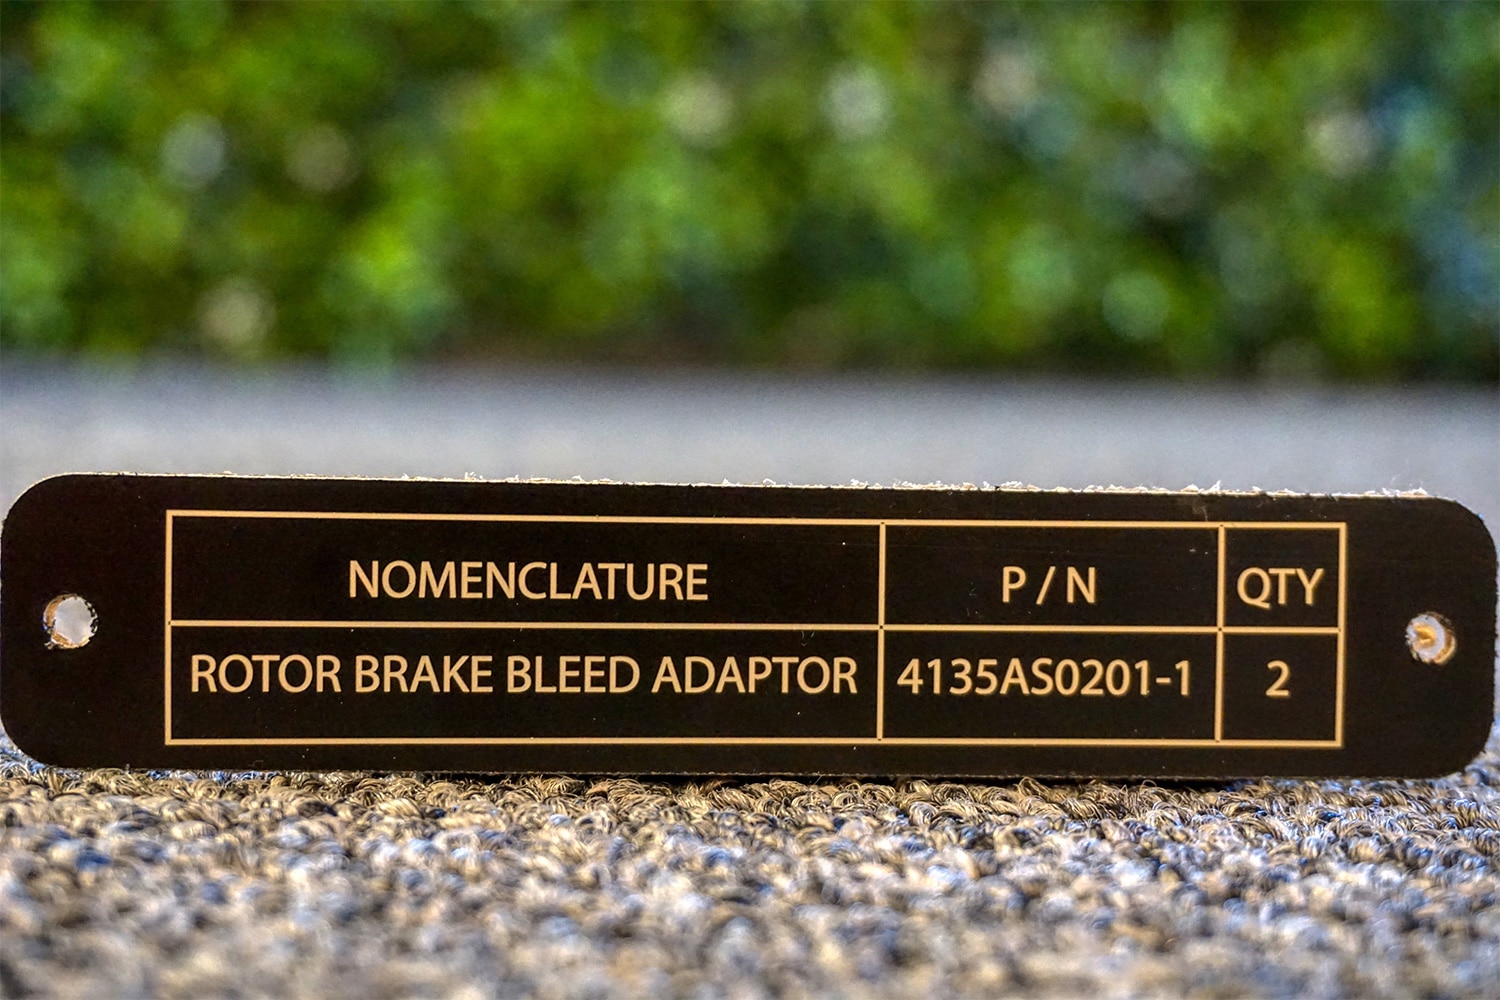 NOMENCLATURE P / N QTY
ROTOR BRAKE BLEED ADAPTOR 4135AS0201-1 2